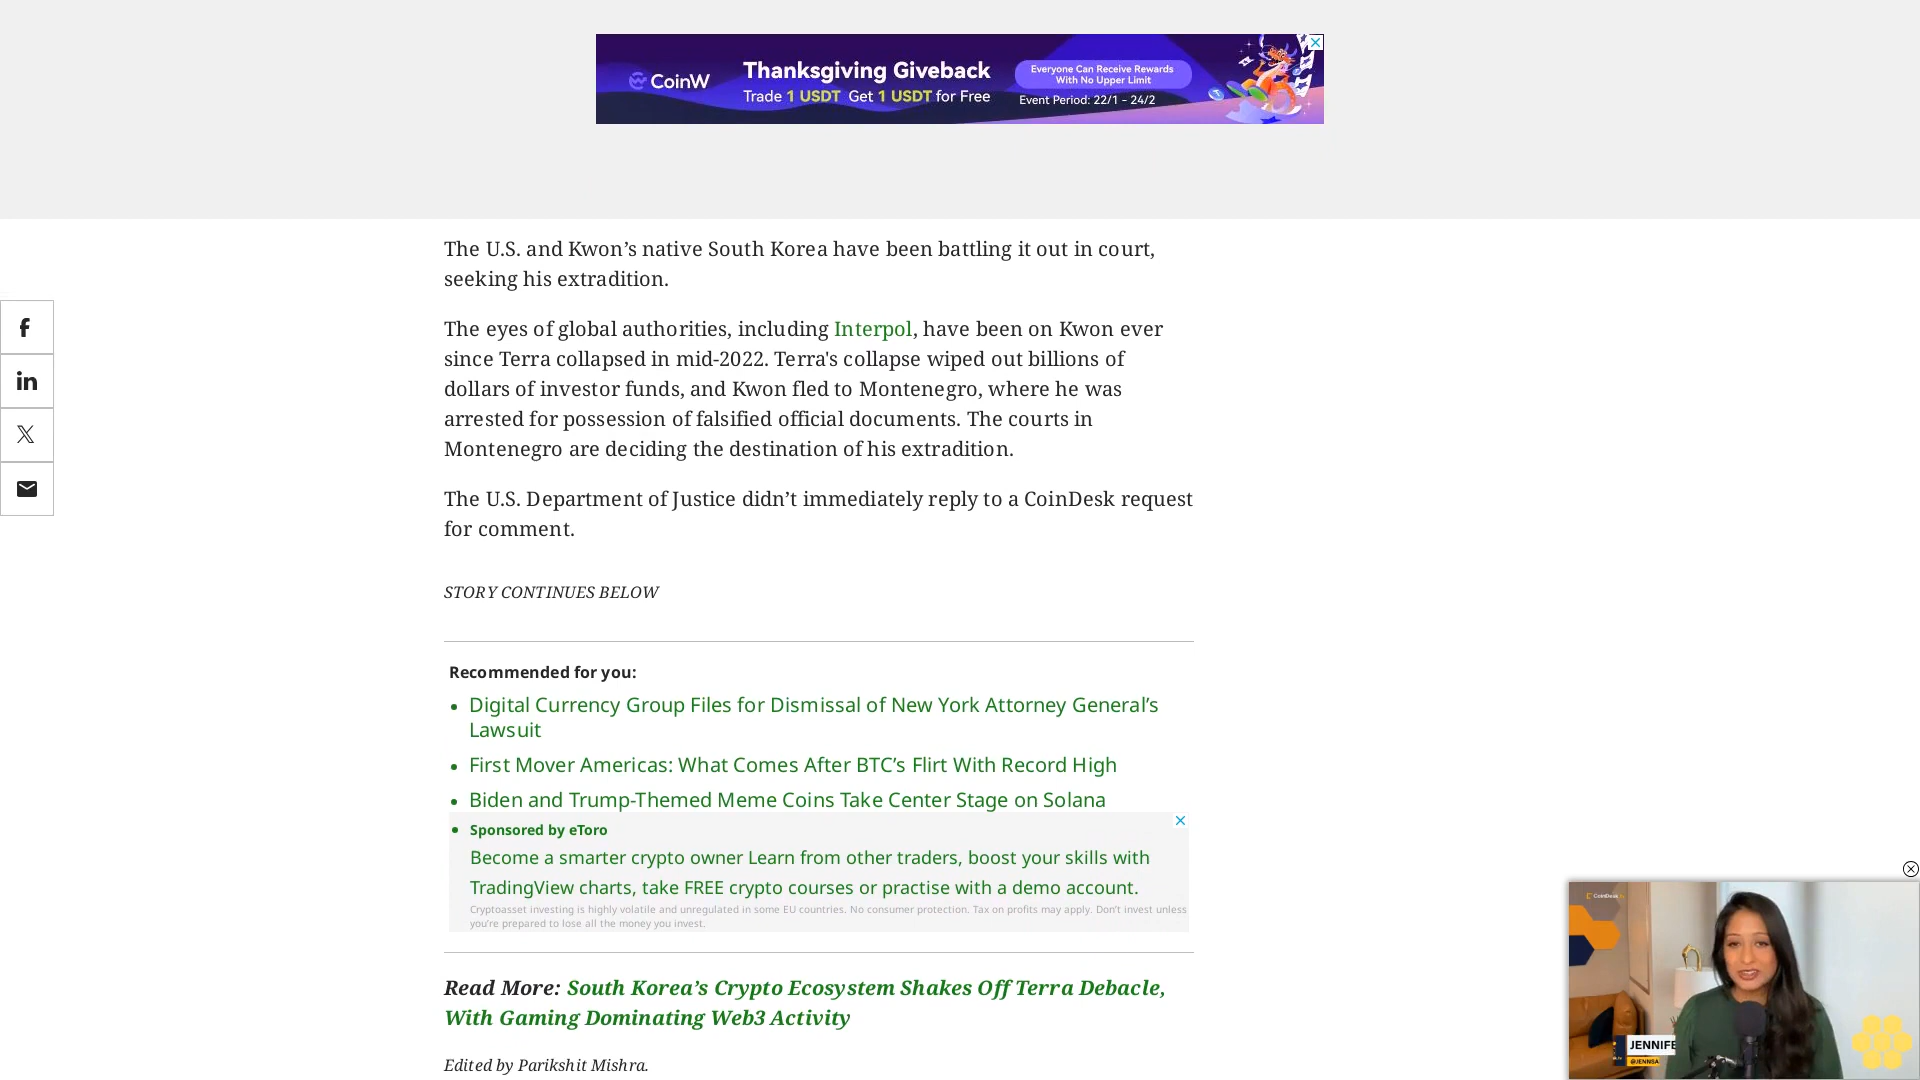 CoinW
Thanksgiving Giveback
Trade 1 USDT Get 1 USDT for Free
Everyone Can Receive Rewards
With No Upper Limit
Event Period: 22/1 - 24/2
The U.S. and Kwon’s native South Korea have been battling it out in court,
seeking his extradition.
The eyes of global authorities, including Interpol, have been on Kwon ever
since Terra collapsed in mid-2022. Terra's collapse wiped out billions of
dollars of investor funds, and Kwon fled to Montenegro, where he was
arrested for possession of falsified official documents. The courts in
Montenegro are deciding the destination of his extradition.
The U.S. Department of Justice didn’t immediately reply to a CoinDesk request
for comment.
STORY CONTINUES BELOW
Recommended for you:
Digital Currency Group Files for Dismissal of New York Attorney General’s
Lawsuit
First Mover Americas: What Comes After BTC’s Flirt With Record High
Biden and Trump-Themed Meme Coins Take Center Stage on Solana
Sponsored by eToro
Become a smarter crypto owner Learn from other traders, boost your skills with
TradingView charts, take FREE crypto courses or practise with a demo account.
Cryptoasset investing is highly volatile and unregulated in some EU countries. No consumer protection. Tax on profits may apply. Don’t invest unless
you’re prepared to lose all the money you invest.
Read More: South Korea’s Crypto Ecosystem Shakes Off Terra Debacle,
With Gaming Dominating Web3 Activity
Edited by Parikshit Mishra.
CoinDesk
JENNIFE
@JENNSA